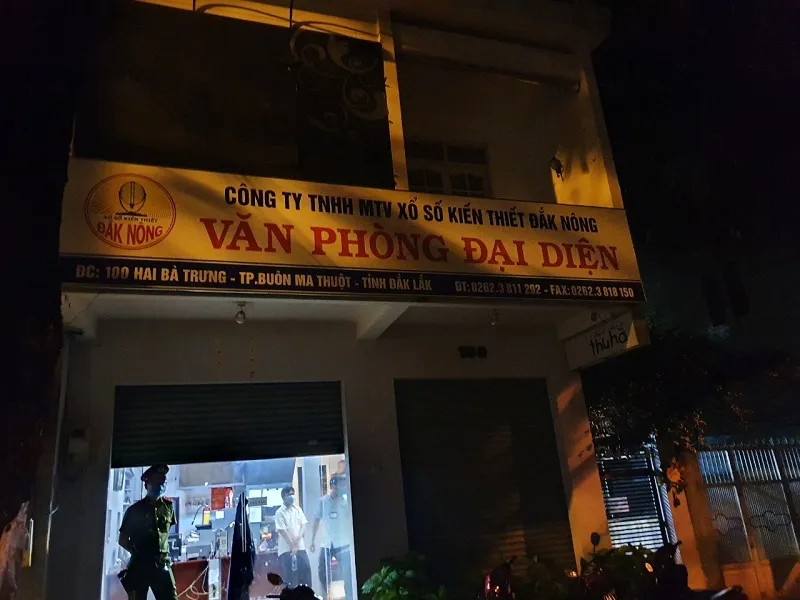 XỔ SỐ KIẾN THIẾT
ĐẮK NÔNG
CÔNG TY TNHH MTV XỔ SỐ KIẾN THIẾT ĐẮK NÔNG
VĂN PHÒNG ĐẠI DIỆN
ĐC: 100 HAI BÀ TRƯNG - TP.BUÔN MA THUỘT - TỈNH ĐẮK LẮK ĐT: 0262.3 811 292 - FAX: 0262.3 818 150
thuhà